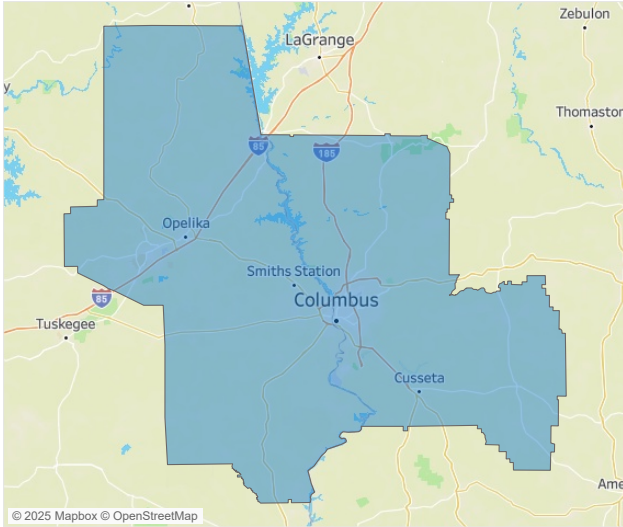 Zebulon
LaGrange
y
Thomaston
85
185
Opelika
Smiths Station
85
Columbus
Tuskegee
Cusseta
Ame
© 2025 Mapbox © OpenStreetMap